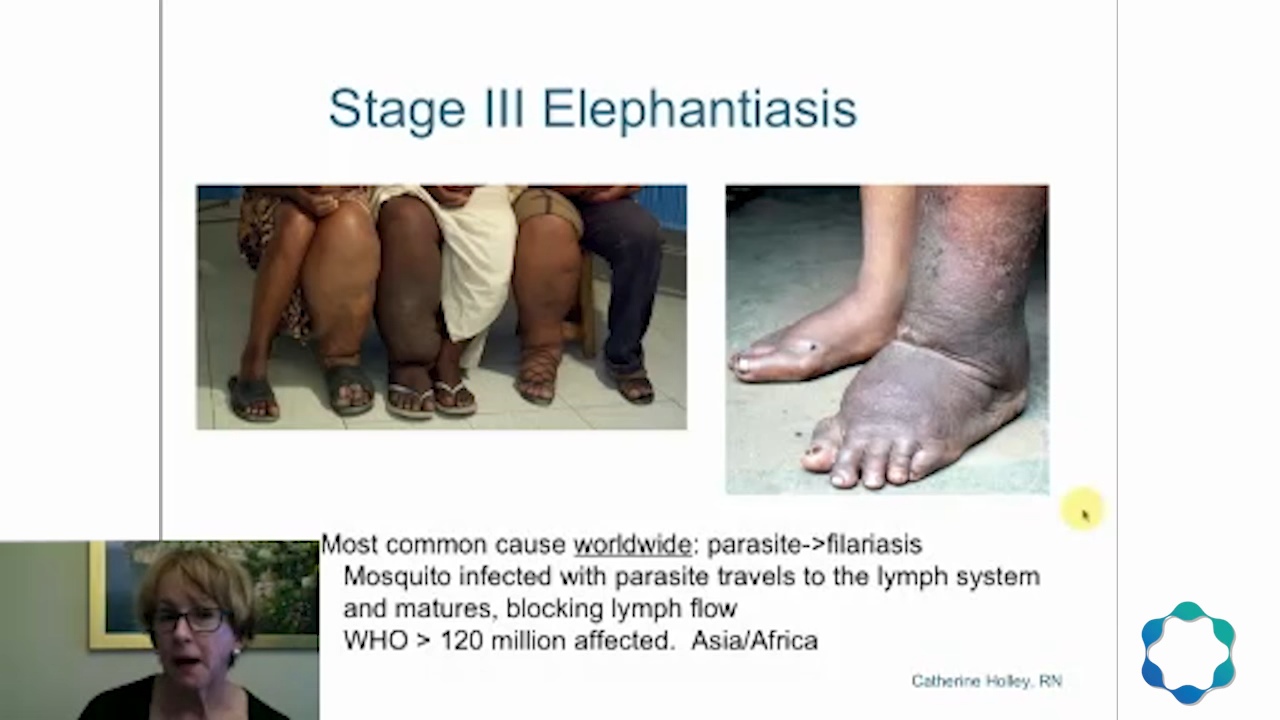 Stage III Elephantiasis
Most common cause worldwide: parasite->filariasis
Mosquito infected with parasite travels to the lymph system
and matures, blocking lymph flow
WHO > 120 million affected. Asia/Africa
Catherine Holley, RN